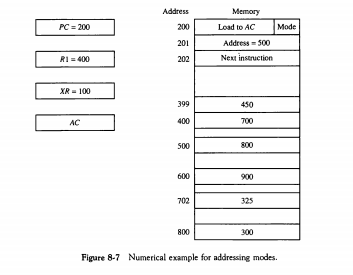 Address Memory
PC = 200
200 Load to AC Mode
201 Address = 500
R1 = 400
202 Next instruction
XR = 100
399 450
AC
400 700
500 800
600 900
702 325
800 300
Figure 8-7 Numerical example for addressing modes.